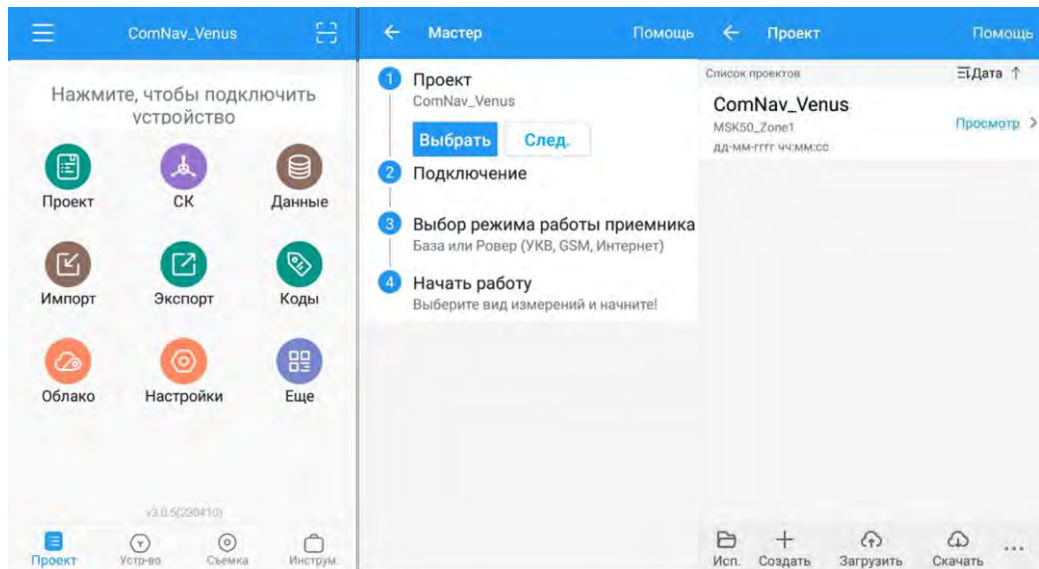 ComNav_Venus
Нажмите, чтобы подключить
устройство
Проект
СК
Данные
Импорт
Экспорт
Коды
Облако
Настройки
Еще
v3.0.5(230410)
Проект
Устр-во
Съемка
Инструм.
Мастер
Помощь
1
Проект
ComNav_Venus
Выбрать
След.
2
Подключение
3
Выбор режима работы приемника
База или Ровер (УКВ, GSM, Интернет)
4
Начать работу
Выберите вид измерений и начните!
Проект
Помощь
Список проектов
Дата ↑
ComNav_Venus
MSK50_Zone1
дд-мм-гггг чч:мм:сс
Просмотр >
Исп.
Создать
Загрузить
Скачать
...